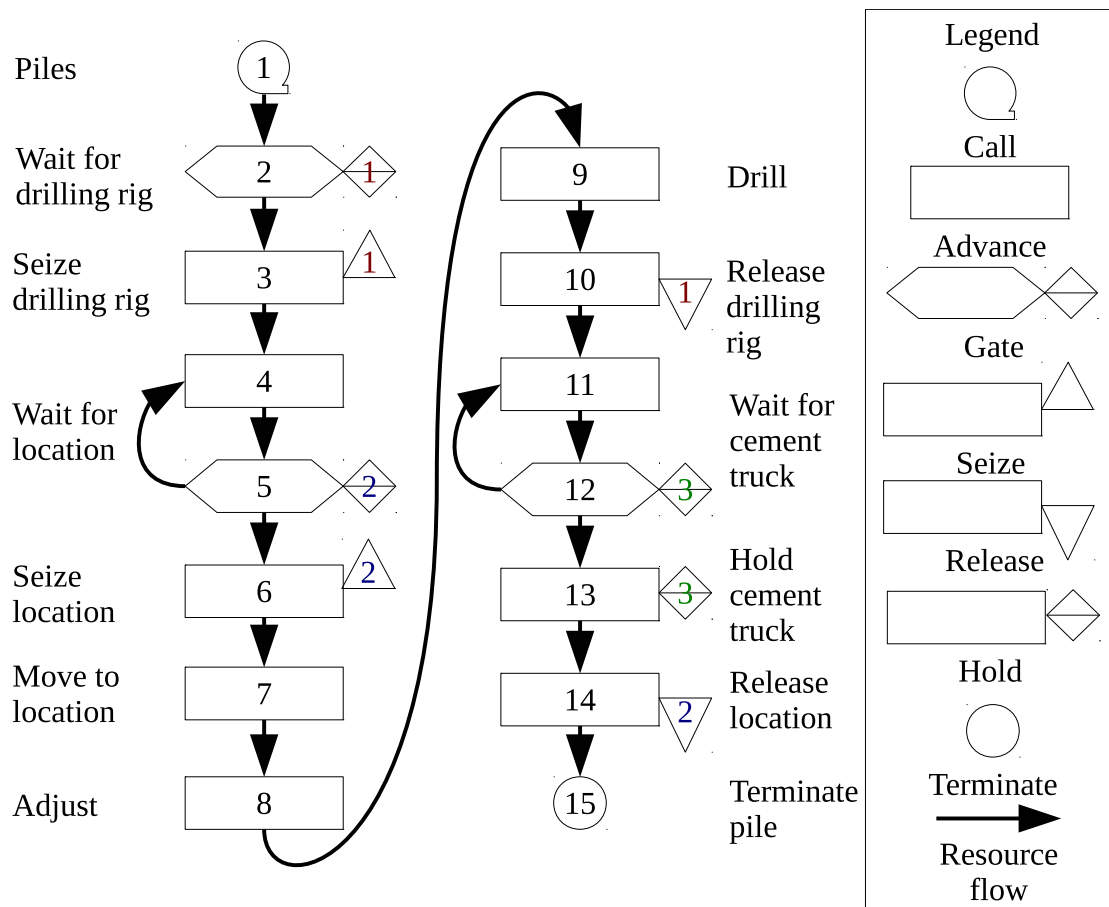 Piles
1
Wait for
drilling rig
2
1
Seize
drilling rig
3
1
4
Wait for
location
5
2
Seize
location
6
2
Move to
location
7
Adjust
8
9
Drill
10
1
Release
drilling
rig
11
Wait for
cement
truck
12
3
13
3
Hold
cement
truck
14
2
Release
location
15
Terminate
pile
Legend
Call
Advance
Gate
Seize
Release
Hold
Terminate
Resource
flow